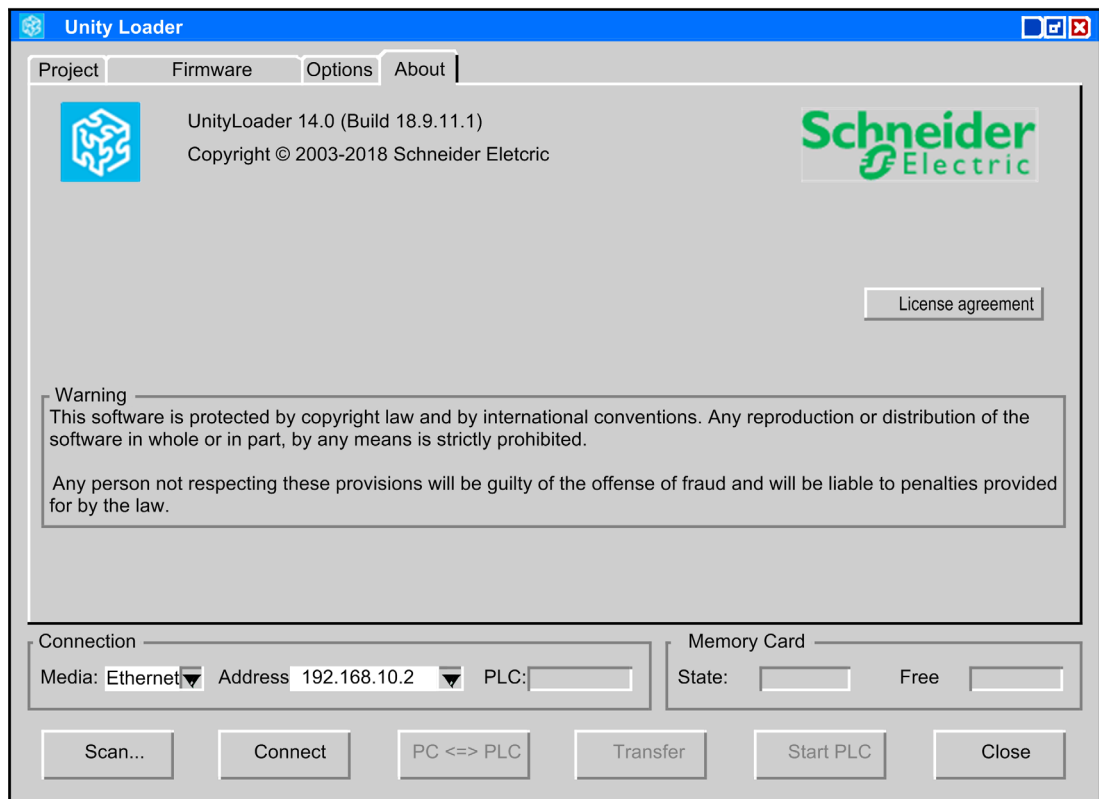 Unity Loader
Project Firmware Options About
UnityLoader 14.0 (Build 18.9.11.1)
Copyright © 2003-2018 Schneider Eletcric
Schneider
Electric
License agreement
Warning
This software is protected by copyright law and by international conventions. Any reproduction or distribution of the
software in whole or in part, by any means is strictly prohibited.
Any person not respecting these provisions will be guilty of the offense of fraud and will be liable to penalties provided
for by the law.
Connection Memory Card
Media: Ethernet Address 192.168.10.2 PLC: State: Free
Scan... Connect PC <=> PLC Transfer Start PLC Close